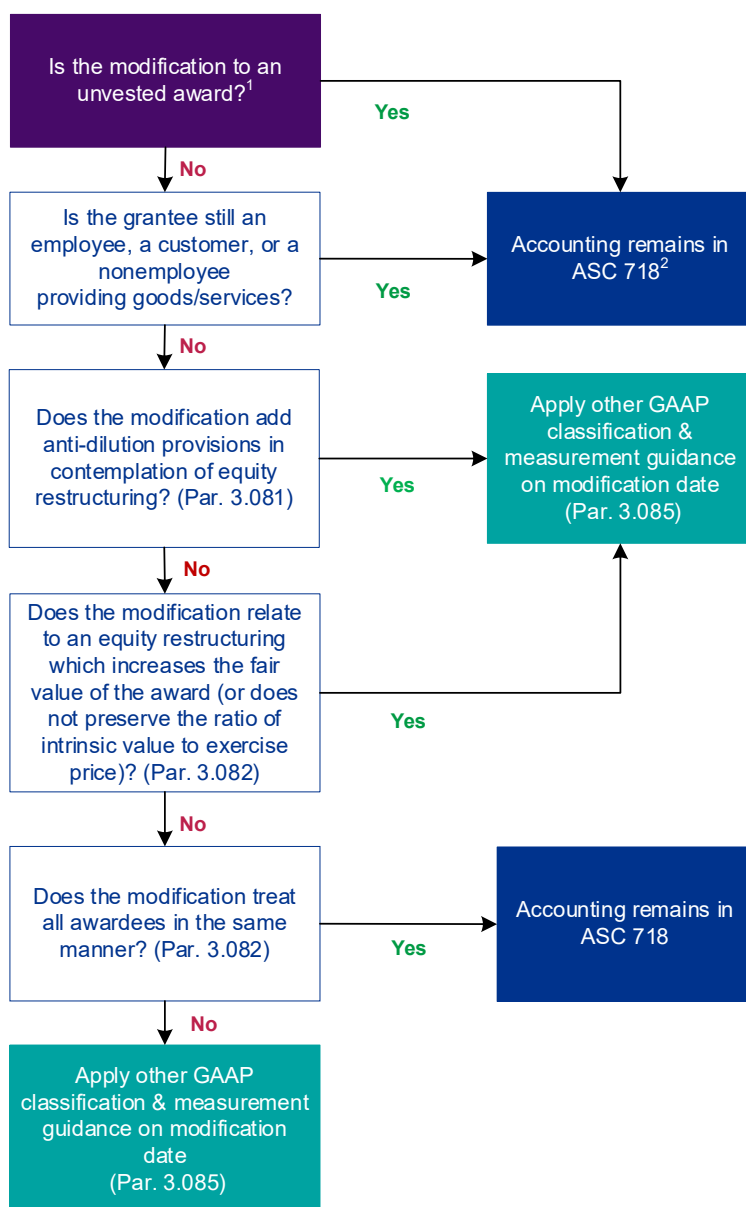 Is the modification to an
unvested award?1
Yes
No
Is the grantee still an
employee, a customer, or a
nonemployee
providing goods/services?
Yes
Accounting remains in
ASC 7182
No
Does the modification add
anti-dilution provisions in
contemplation of equity
restructuring? (Par. 3.081)
Yes
Apply other GAAP
classification &
measurement guidance
on modification date
(Par. 3.085)
No
Does the modification relate
to an equity restructuring
which increases the fair
value of the award (or does
not preserve the ratio of
intrinsic value to exercise
price)? (Par. 3.082)
Yes
No
Does the modification treat
all awardees in the same
manner? (Par. 3.082)
Yes
Accounting remains in
ASC 718
No
Apply other GAAP
classification & measurement
guidance on modification
date
(Par. 3.085)